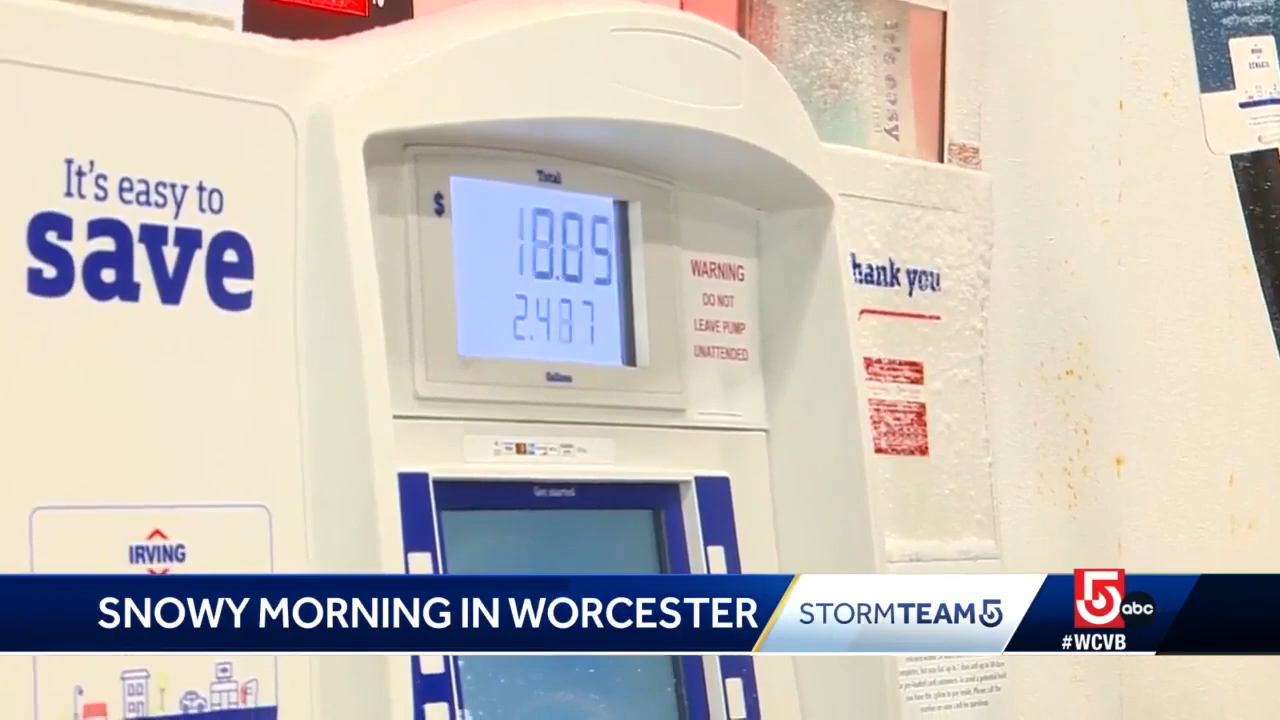 It's easy to
save
Total
$
18.89
2.487
Gallons
WARNING
DO NOT
LEAVE PUMP
UNATTENDED
hank you
Get started
IRVING
SNOWY MORNING IN WORCESTER
STORMTEAM5
5 abc
#WCVB